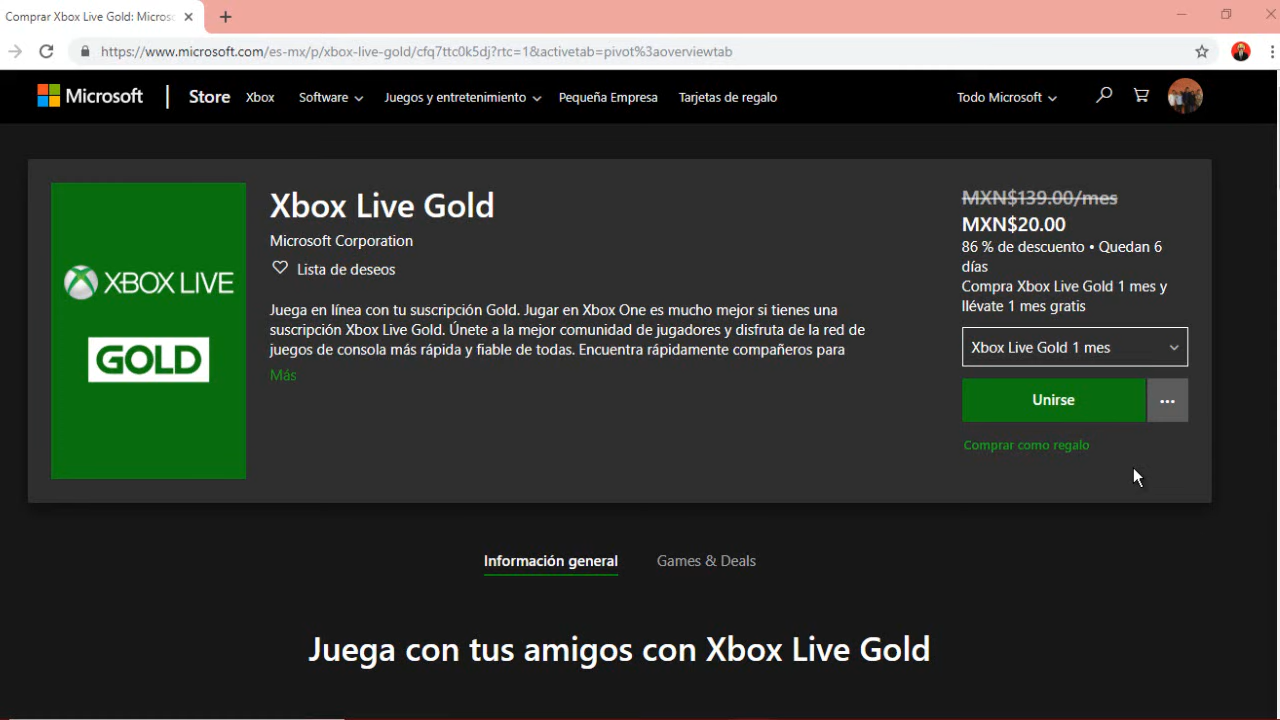 Comprar Xbox Live Gold: Micros
https://www.microsoft.com/es-mx/p/xbox-live-gold/cfq7ttc0k5dj?rtc=1&activetab=pivot%3aoverviewtab
Microsoft | Store Xbox Software Juegos y entretenimiento Pequeña Empresa Tarjetas de regalo Todo Microsoft
XBOX LIVE
GOLD
Xbox Live Gold
Microsoft Corporation
Lista de deseos
Juega en línea con tu suscripción Gold. Jugar en Xbox One es mucho mejor si tienes una
suscripción Xbox Live Gold. Únete a la mejor comunidad de jugadores y disfruta de la red de
juegos de consola más rápida y fiable de todas. Encuentra rápidamente compañeros para
Más
MXN$139.00/mes
MXN$20.00
86 % de descuento • Quedan 6
días
Compra Xbox Live Gold 1 mes y
llévate 1 mes gratis
Xbox Live Gold 1 mes
Unirse
...
Comprar como regalo
Información general Games & Deals
Juega con tus amigos con Xbox Live Gold